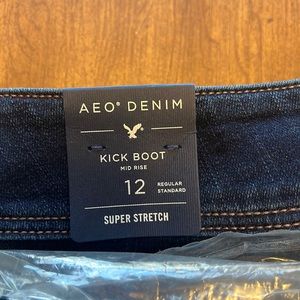 AEO® DENIM
KICK BOOT
MID RISE
12 REGULAR
STANDARD
SUPER STRETCH